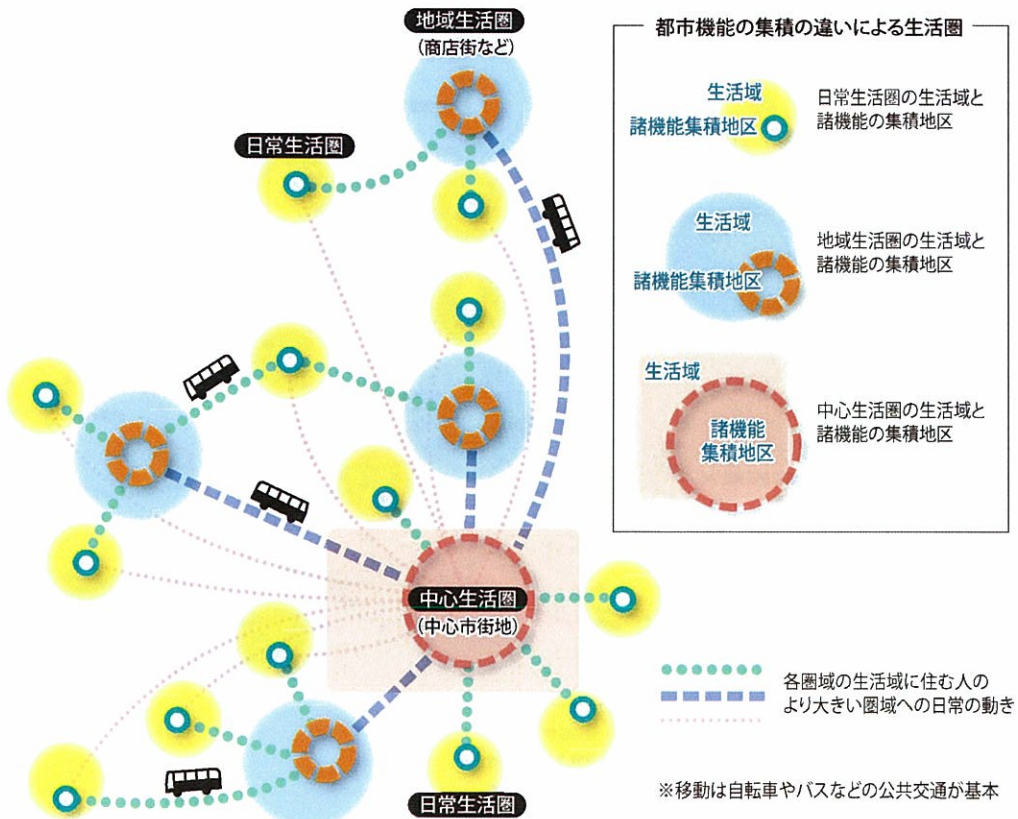 地域生活圏
(商店街など)
日常生活圏
中心生活圏
(中心市街地)
日常生活圏
都市機能の集積の違いによる生活圏
生活域
諸機能集積地区
日常生活圏の生活域と
諸機能の集積地区
生活域
諸機能集積地区
地域生活圏の生活域と
諸機能の集積地区
生活域
諸機能
集積地区
中心生活圏の生活域と
諸機能の集積地区
各圏域の生活域に住む人の
より大きい圏域への日常の動き
※移動は自転車やバスなどの公共交通が基本